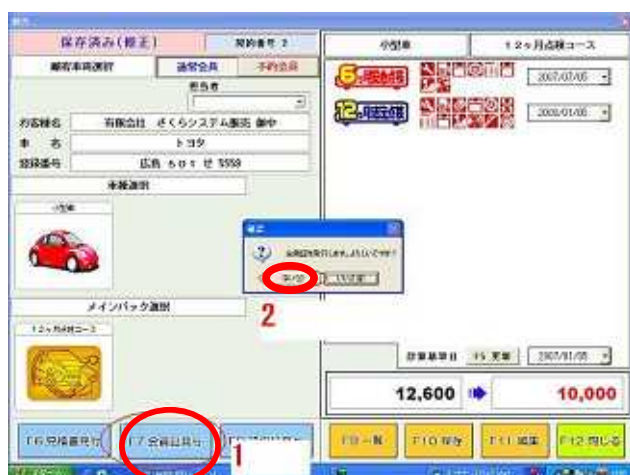 保存済み(修正)
契約番号 2
小型車
12ヶ月点検コース
顧客車両選択
通常会員
予約会員
担当者
お客様名
有限会社 さくらシステム販売 御中
車 名
トヨタ
登録番号
広島 501 せ 5559
車種選択
小型車
メインパック選択
12ヶ月点検コース
2007/07/05
2008/01/05
会員証を発行します。よろしいですか?
はい(Y)
いいえ(N)
2
計算基準日
F5 更新
2007/01/05
12,600
10,000
F6 見積書発行
F7 会員証発行
1
F9 一覧
F10 保存
F11 編集
F12 閉じる